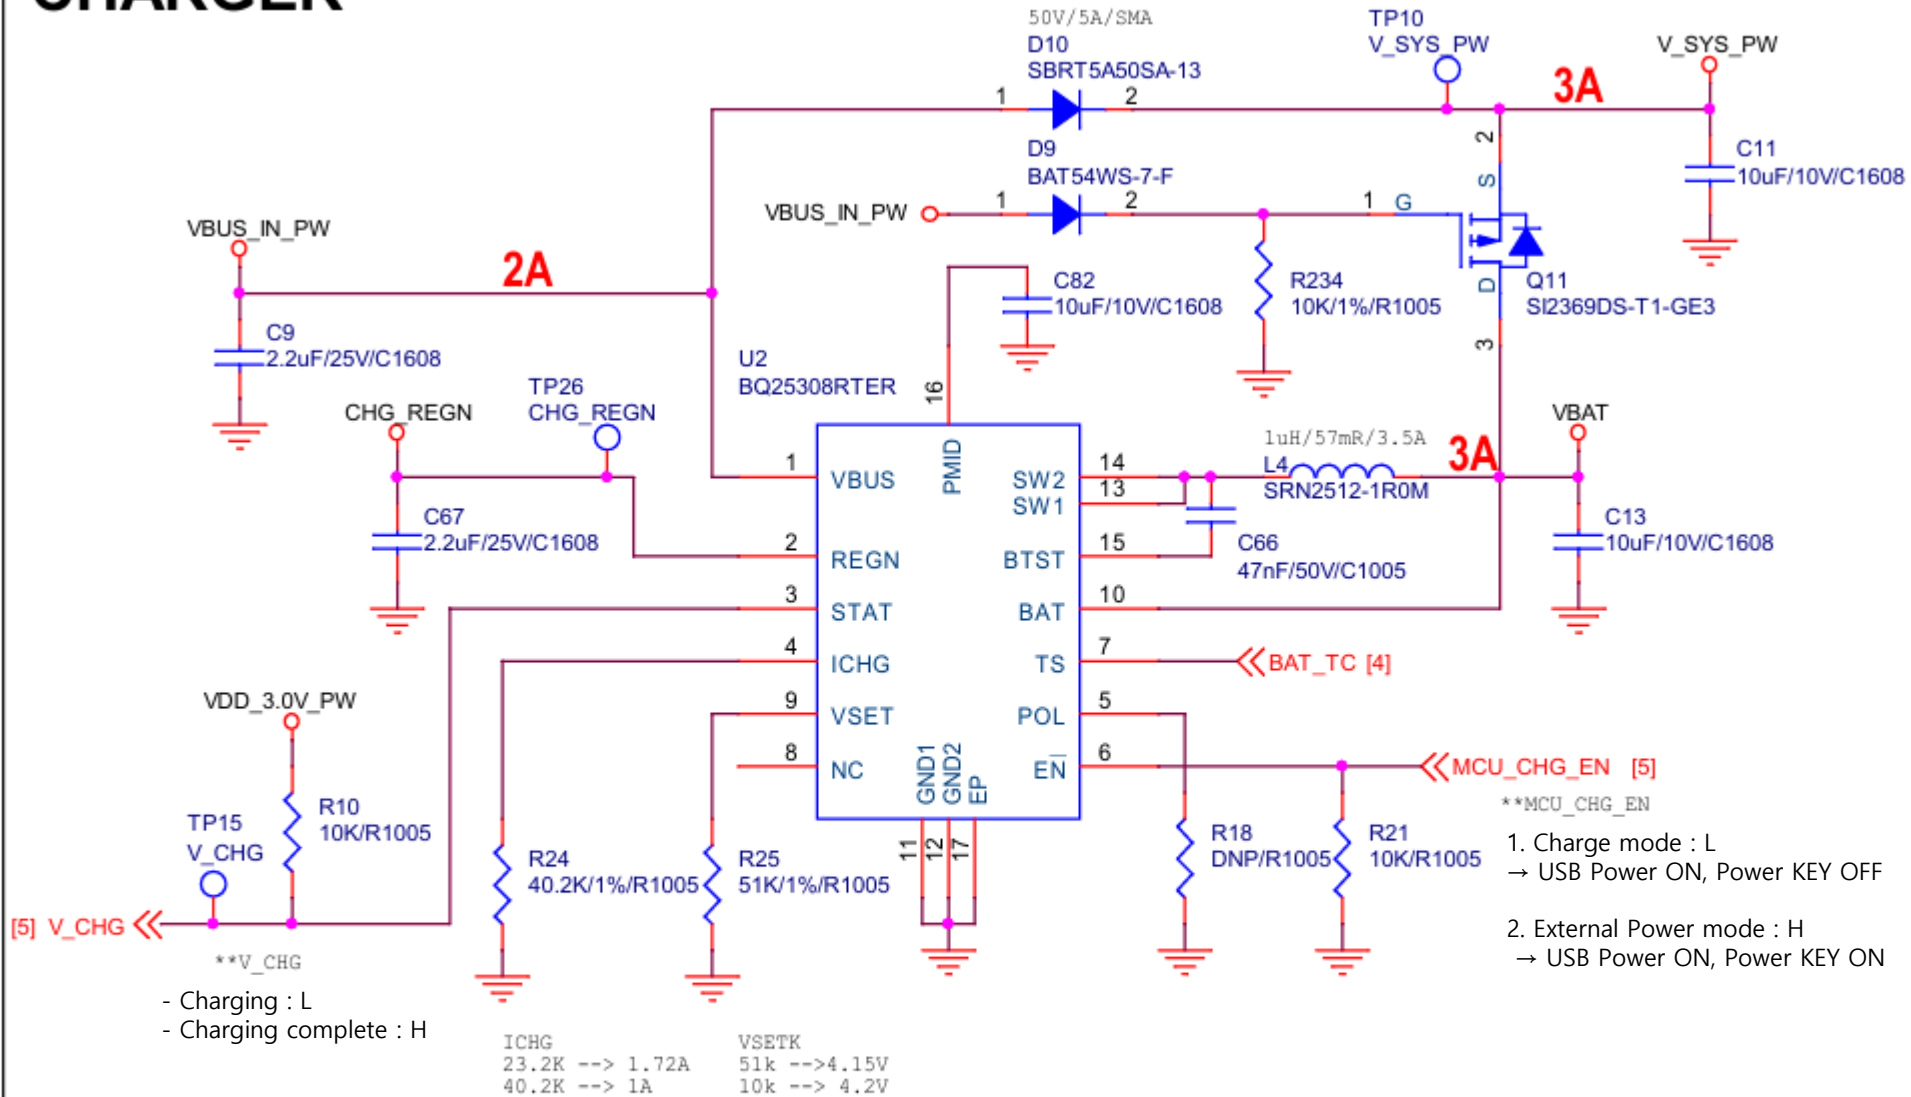 CHARGER
50V/5A/SMA
D10
SBRT5A50SA-13
1
2
TP10
V_SYS_PW
3A
V_SYS_PW
C11
10uF/10V/C1608
D9
BAT54WS-7-F
VBUS_IN_PW
1
2
1
G
2
S
D
3
Q11
SI2369DS-T1-GE3
R234
10K/1%/R1005
VBUS_IN_PW
2A
C9
2.2uF/25V/C1608
C82
10uF/10V/C1608
U2
BQ25308RTER
TP26
CHG_REGN
CHG_REGN
C67
2.2uF/25V/C1608
16
PMID
1
VBUS
2
REGN
3
STAT
4
ICHG
9
VSET
8
NC
14
SW2
13
SW1
15
BTST
10
BAT
7
TS
5
POL
6
EN
GND1
GND2
EP
11
12
17
1uH/57mR/3.5A
L4
SRN2512-1R0M
3A
VBAT
C13
10uF/10V/C1608
C66
47nF/50V/C1005
BAT_TC [4]
MCU_CHG_EN [5]
**MCU_CHG_EN
1. Charge mode : L
→ USB Power ON, Power KEY OFF
2. External Power mode : H
→ USB Power ON, Power KEY ON
R18
DNP/R1005
R21
10K/R1005
VDD_3.0V_PW
R10
10K/R1005
TP15
V_CHG
[5] V_CHG
**V_CHG
- Charging : L
- Charging complete : H
R24
40.2K/1%/R1005
R25
51K/1%/R1005
ICHG
23.2K --> 1.72A
40.2K --> 1A
VSETK
51k -->4.15V
10k --> 4.2V